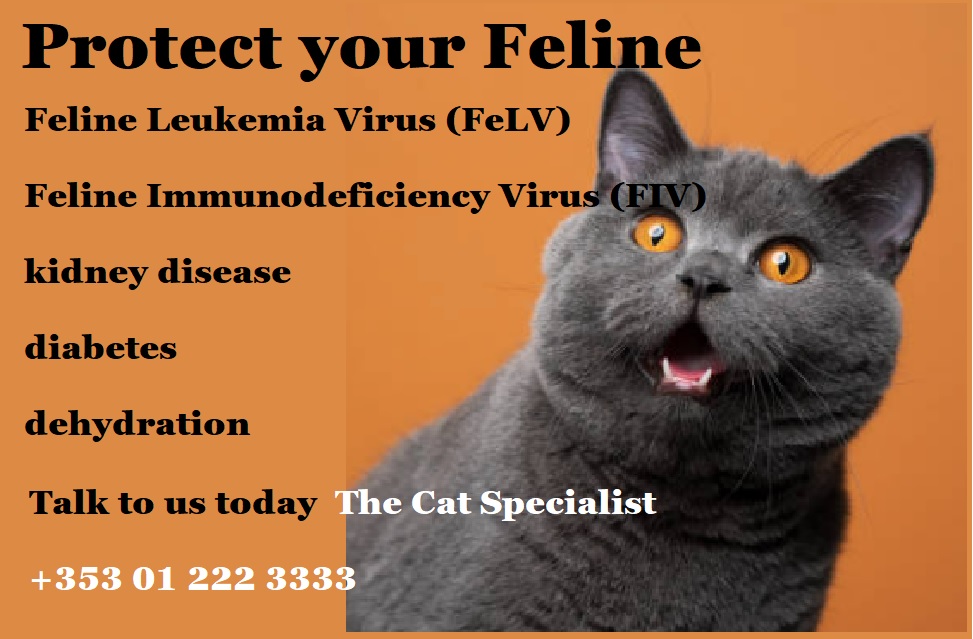 Protect your Feline
Feline Leukemia Virus (FeLV)
Feline Immunodeficiency Virus (FIV)
kidney disease
diabetes
dehydration
Talk to us today The Cat Specialist
+353 01 222 3333